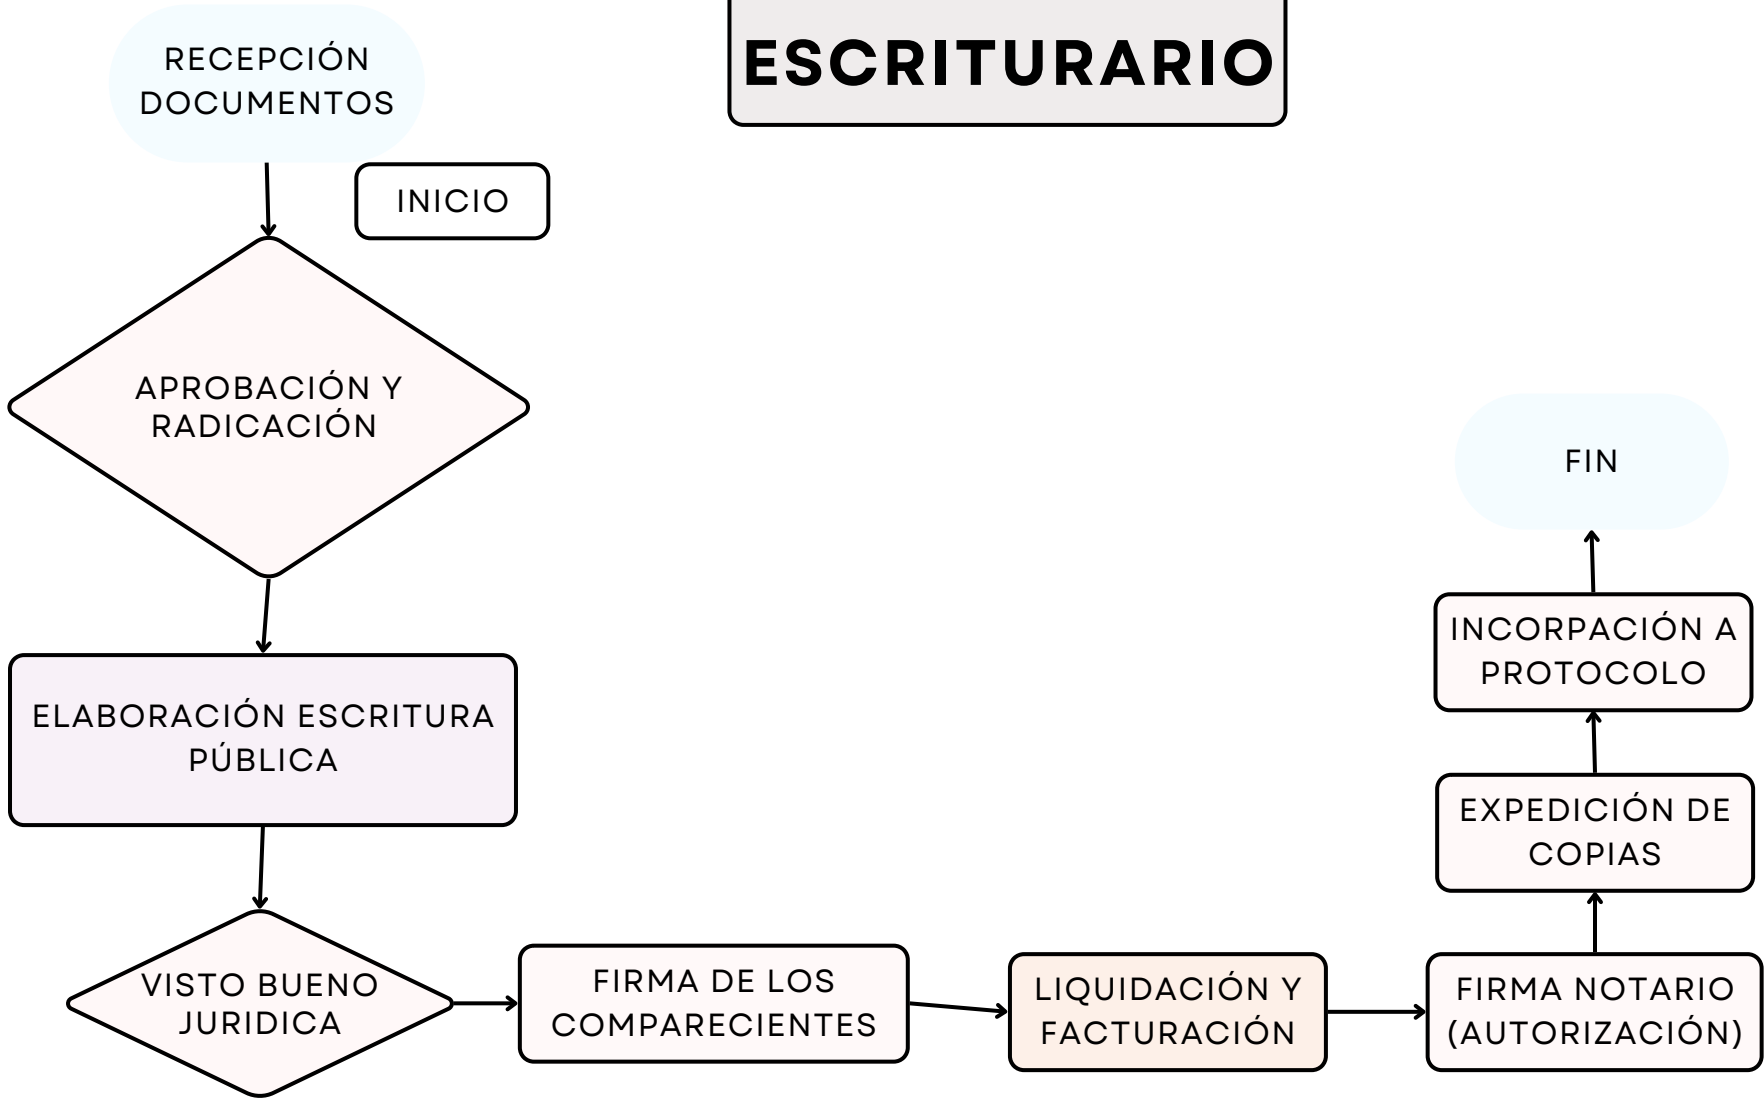 ESCRITURARIO
RECEPCIÓN
DOCUMENTOS
INICIO
APROBACIÓN Y
RADICACIÓN
ELABORACIÓN ESCRITURA
PÚBLICA
VISTO BUENO
JURIDICA
FIRMA DE LOS
COMPARECIENTES
LIQUIDACIÓN Y
FACTURACIÓN
FIRMA NOTARIO
(AUTORIZACIÓN)
EXPEDICIÓN DE
COPIAS
INCORPACIÓN A
PROTOCOLO
FIN